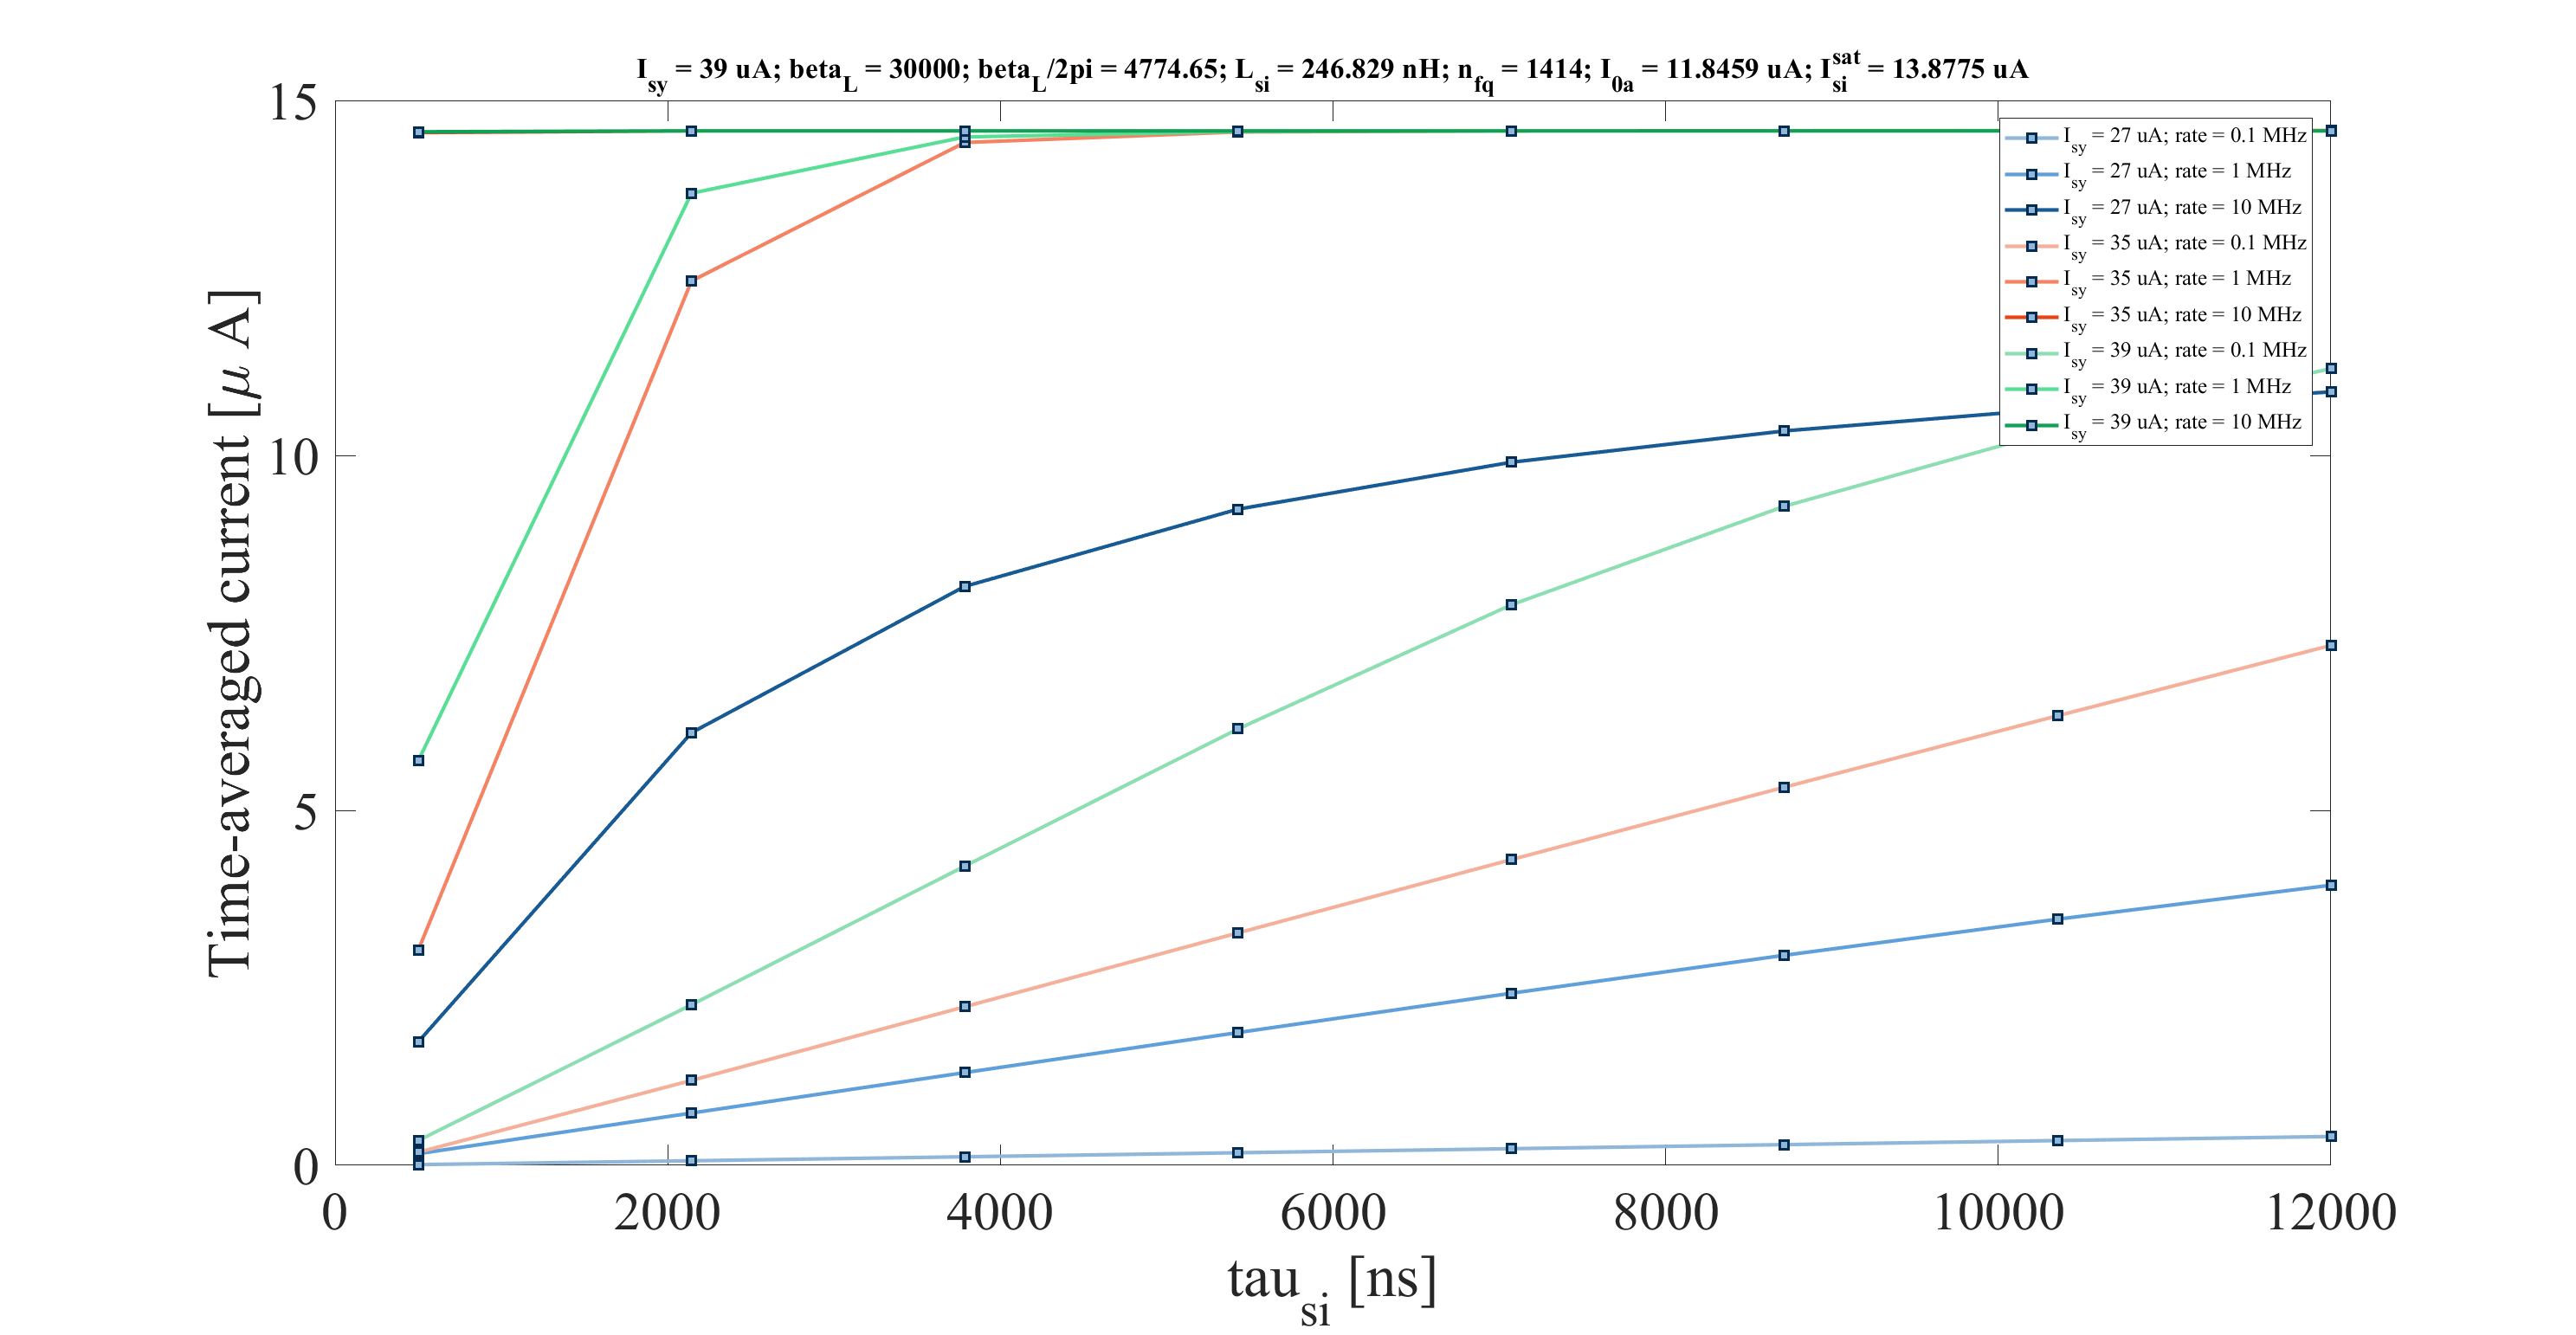 I_sy = 39 uA; beta_L = 30000; beta_L/2pi = 4774.65; L_si = 246.829 nH; n_fq = 1414; I_0a = 11.8459 uA; I_si^sat = 13.8775 uA
15
10
5
0
Time-averaged current [μ A]
I_sy = 27 uA; rate = 0.1 MHz
I_sy = 27 uA; rate = 1 MHz
I_sy = 27 uA; rate = 10 MHz
I_sy = 35 uA; rate = 0.1 MHz
I_sy = 35 uA; rate = 1 MHz
I_sy = 35 uA; rate = 10 MHz
I_sy = 39 uA; rate = 0.1 MHz
I_sy = 39 uA; rate = 1 MHz
I_sy = 39 uA; rate = 10 MHz
0 2000 4000 6000 8000 10000 12000
tau_si [ns]